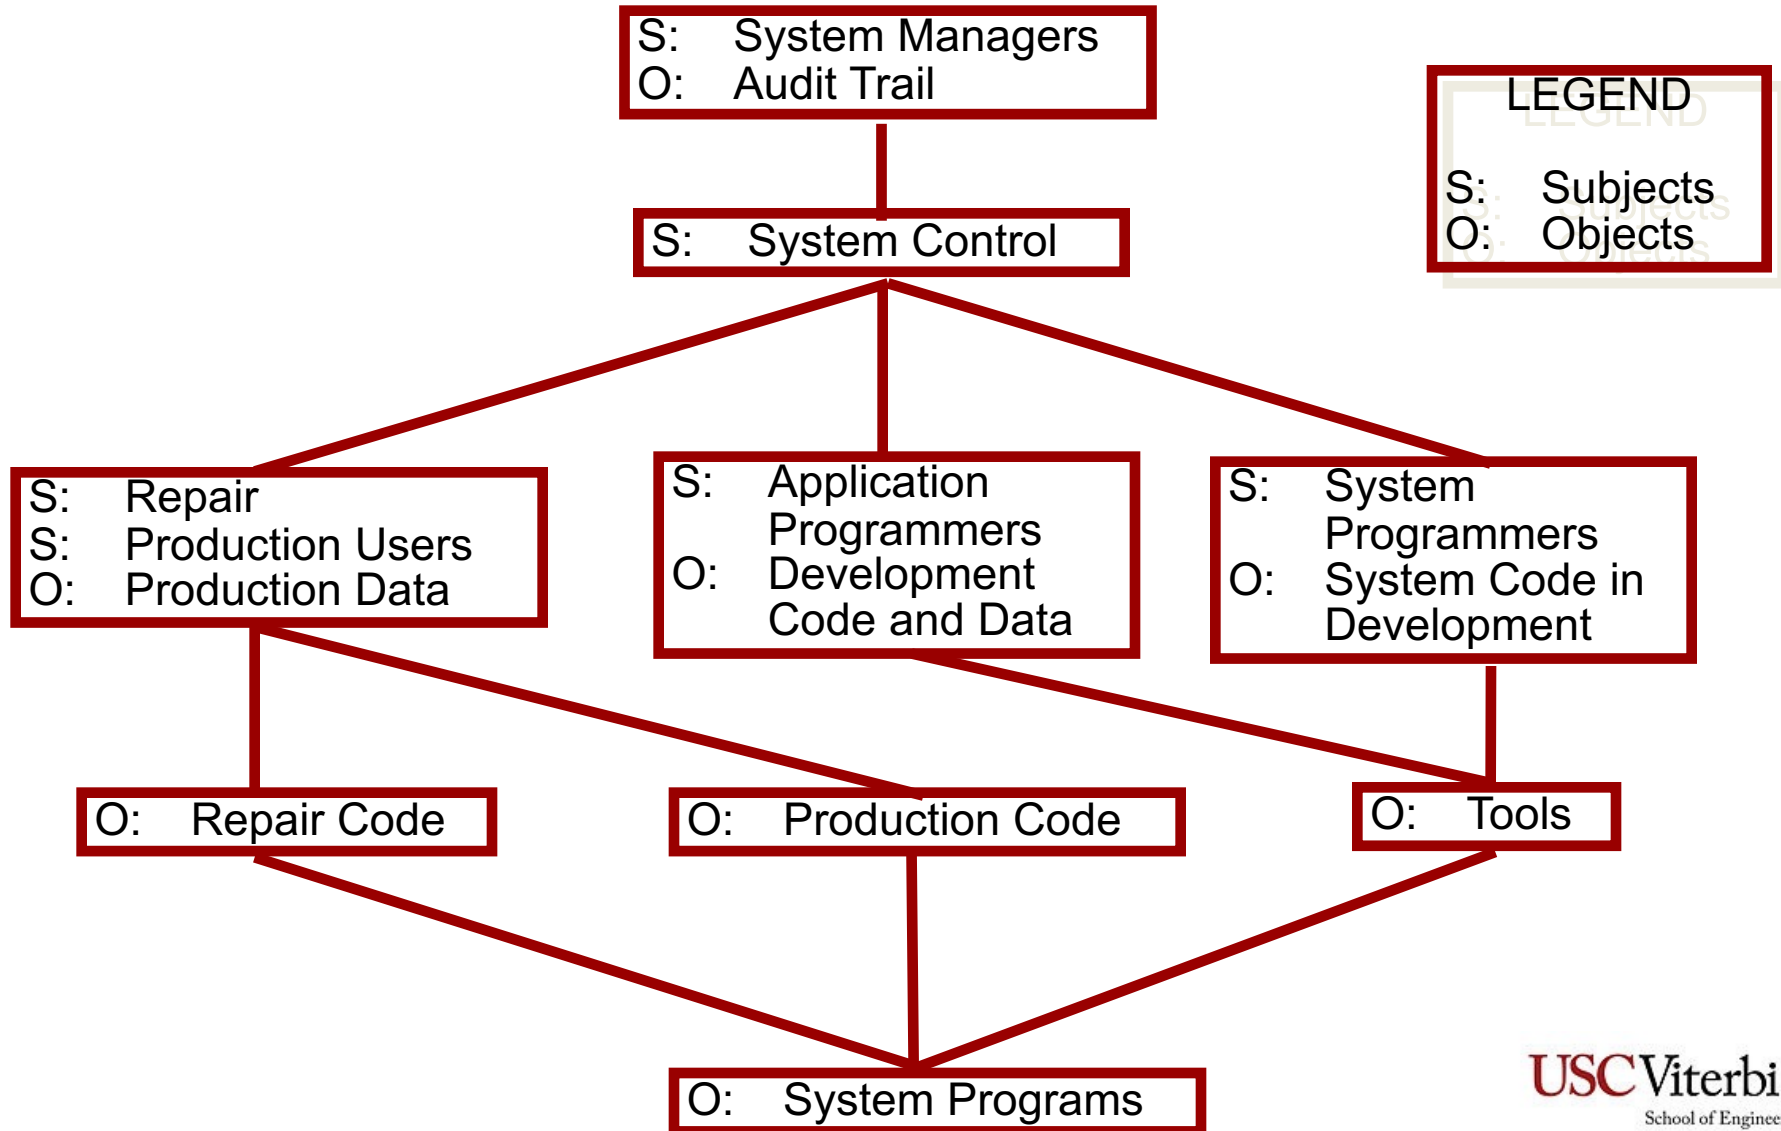 S: System Managers
O: Audit Trail
LEGEND
S: Subjects
O: Objects
S: System Control
S: Repair
S: Production Users
O: Production Data
S: Application
Programmers
O: Development
Code and Data
S: System
Programmers
O: System Code in
Development
O: Repair Code
O: Production Code
O: Tools
O: System Programs
USC Viterbi
School of Enginee